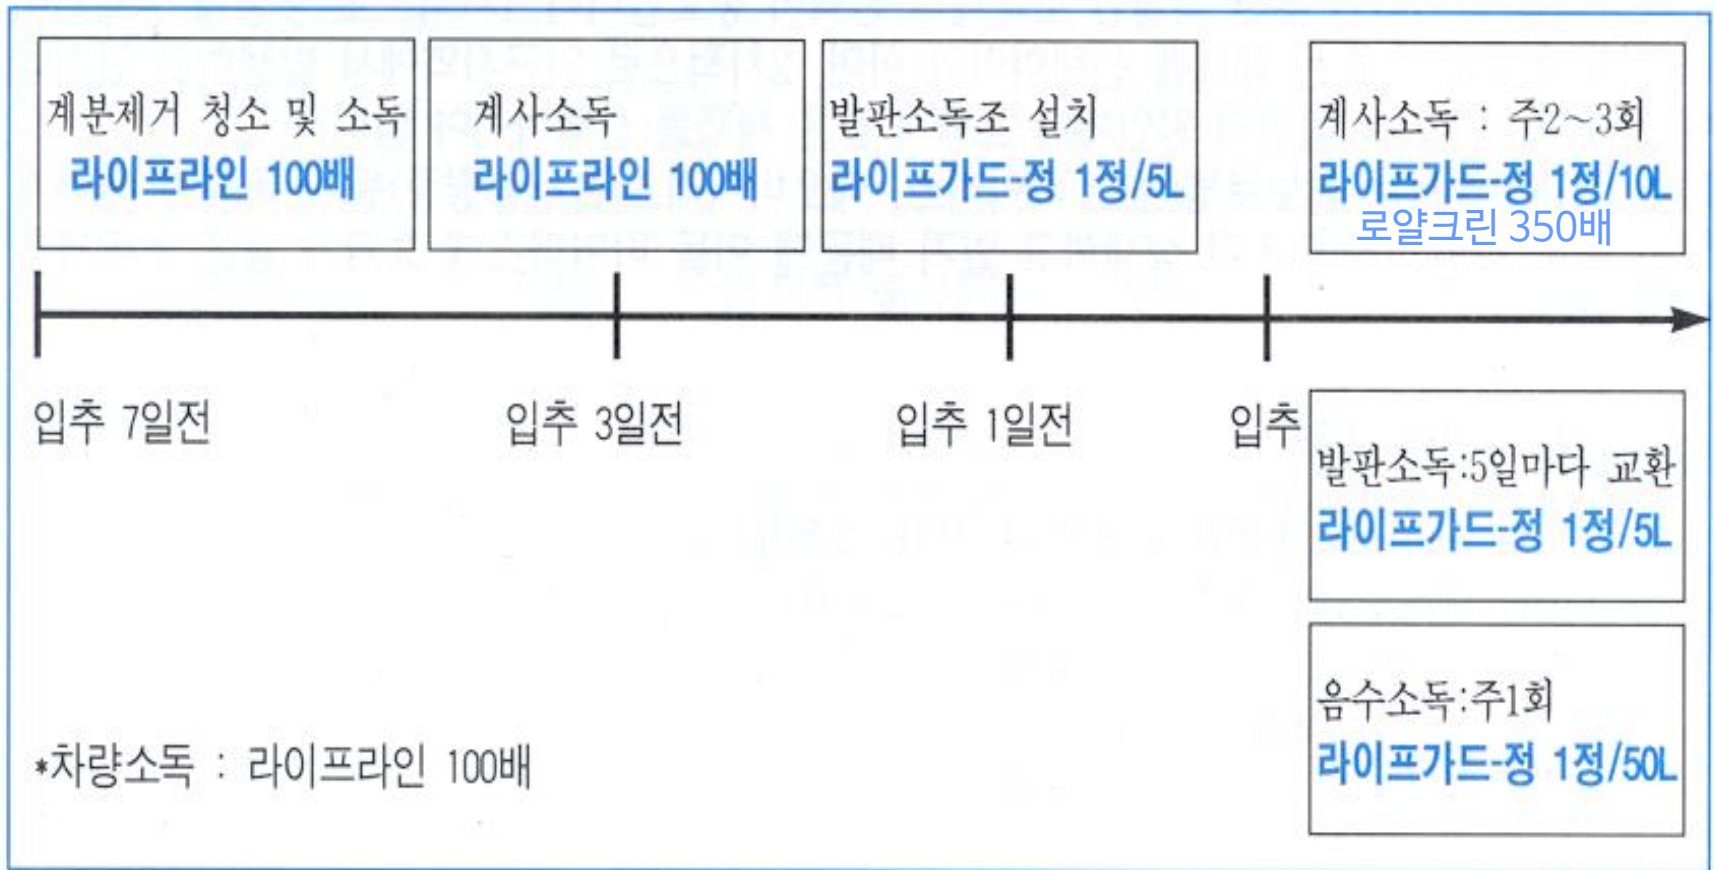 계분제거 청소 및 소독
라이프라인 100배
계사소독
라이프라인 100배
발판소독조 설치
라이프가드-정 1정/5L
계사소독 : 주2~3회
라이프가드-정 1정/10L
로얄크린 350배
입추 7일전
입추 3일전
입추 1일전
입추
발판소독:5일마다 교환
라이프가드-정 1정/5L
음수소독:주1회
라이프가드-정 1정/50L
*차량소독 : 라이프라인 100배